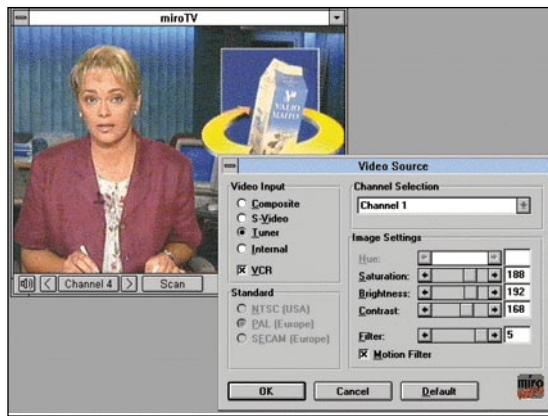 miroTV
VALIO
MAITO
Channel 4
Scan
Video Source
Video Input
Composite
S-Video
Tuner
Internal
VCR
Standard
NTSC (USA)
PAL (Europe)
SECAM (Europe)
Channel Selection
Channel 1
Image Settings
Hue:
Saturation: 188
Brightness: 192
Contrast: 168
Filter: 5
Motion Filter
OK
Cancel
Default
miro